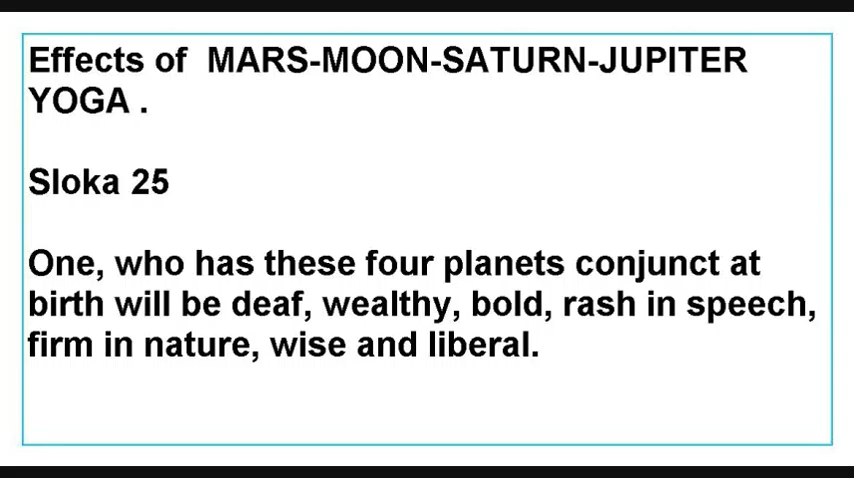 Effects of MARS-MOON-SATURN-JUPITER
YOGA .
Sloka 25
One, who has these four planets conjunct at
birth will be deaf, wealthy, bold, rash in speech,
firm in nature, wise and liberal.